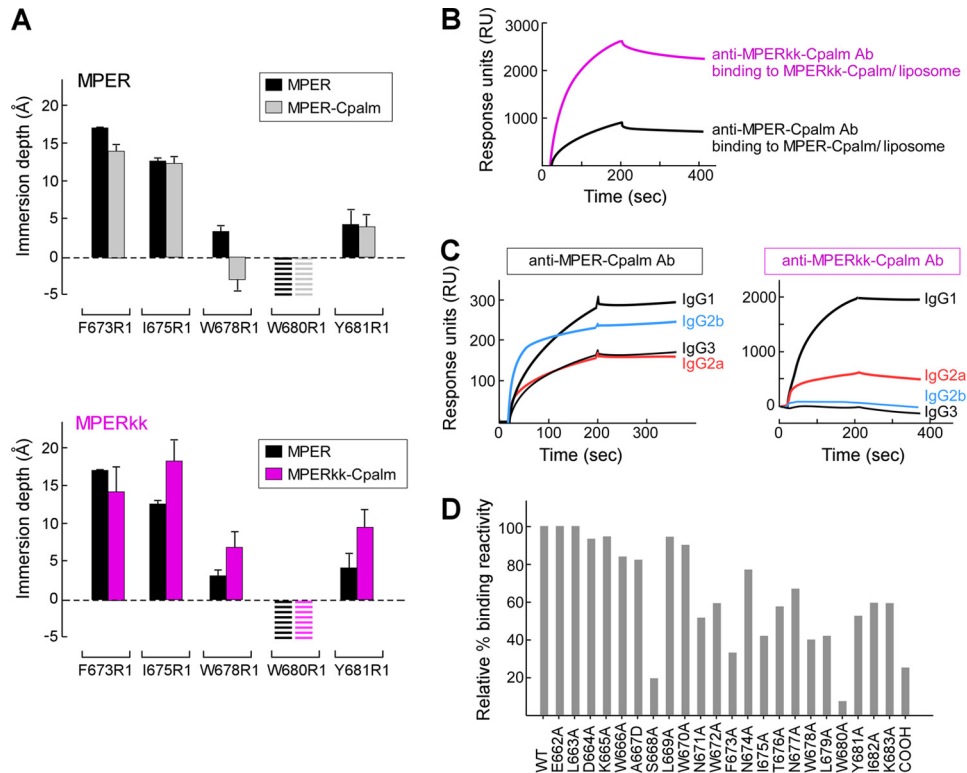 A
MPER
MPER
MPER-Cpalm
Immersion depth (Å)
20
15
10
5
0
5
F673R1
I675R1
W678R1
W680R1
Y681R1
MPERkk
MPER
MPERkk-Cpalm
Immersion depth (Å)
20
15
10
5
0
5
F673R1
I675R1
W678R1
W680R1
Y681R1
B
Response units (RU)
3000
2000
1000
0
200
400
Time (sec)
anti-MPERkk-Cpalm Ab
binding to MPERkk-Cpalm/liposome
anti-MPER-Cpalm Ab
binding to MPER-Cpalm/liposome
C
anti-MPER-Cpalm Ab
Response units (RU)
300
200
100
0
100
200
300
Time (sec)
IgG1
IgG2b
IgG3
IgG2a
anti-MPERkk-Cpalm Ab
2000
1000
0
0
100
200
300
400
Time (sec)
IgG1
IgG2a
IgG2b
IgG3
D
Relative % binding reactivity
100
80
60
40
20
WT
E662A
L663A
D664A
K665A
W666A
A667D
S668A
L669A
W670A
N671A
W672A
F673A
N674A
I675A
T676A
N677A
W678A
L679A
W680A
Y681A
I682A
K683A
COOH